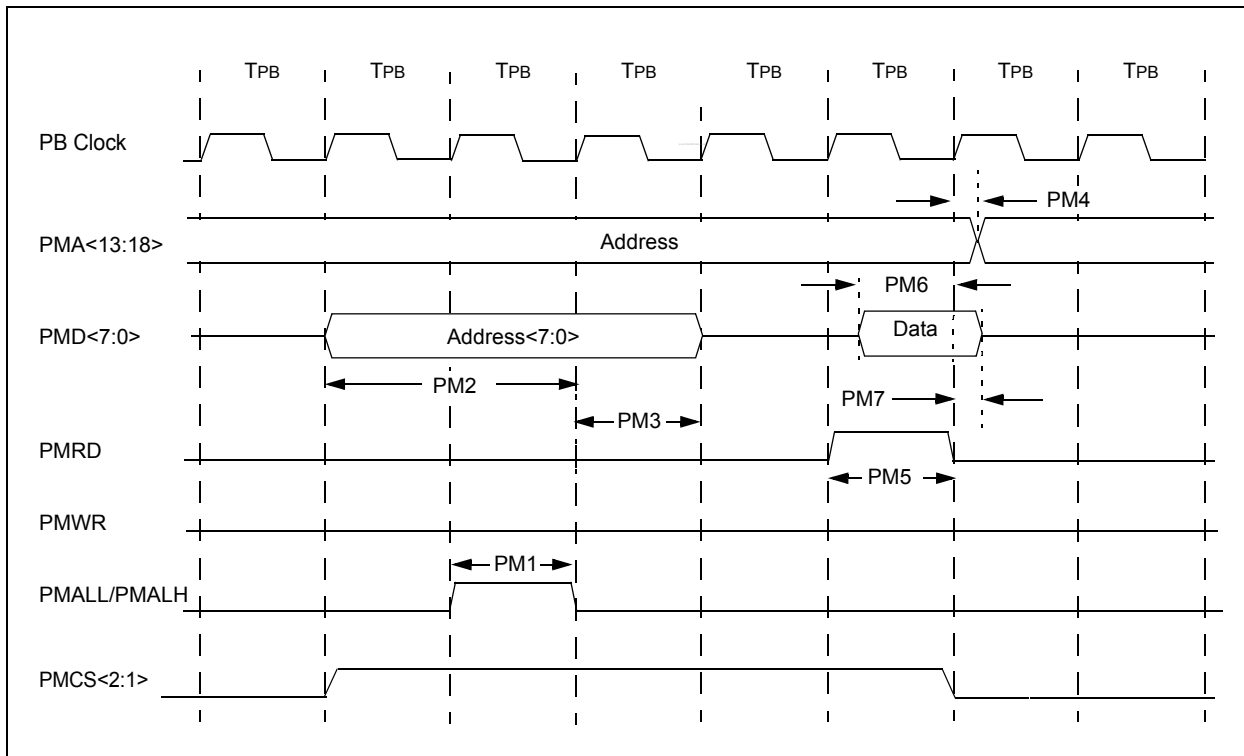 TPB TPB TPB TPB TPB TPB TPB TPB
PB Clock
PM4
PMA<13:18>
Address
PM6
PMD<7:0>
Address<7:0>
Data
PM2
PM7
PM3
PMRD
PM5
PMWR
PM1
PMALL/PMALH
PMCS<2:1>